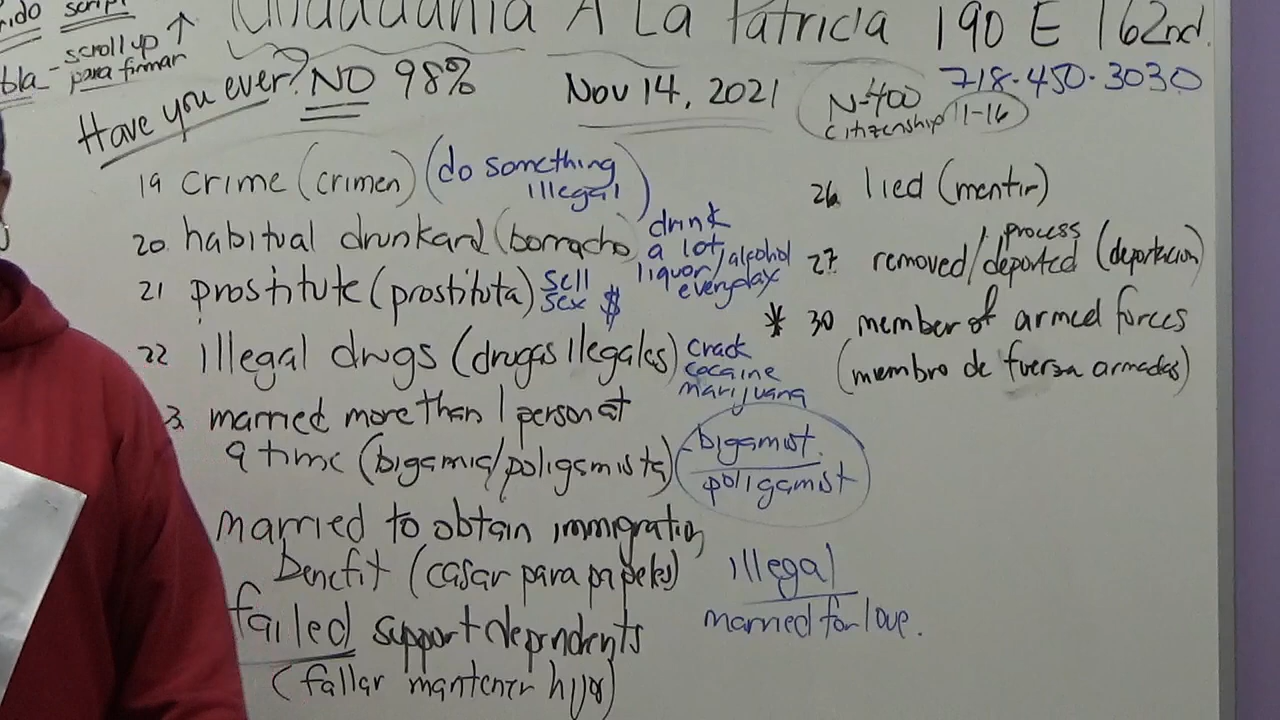 script
scroll up ↑
bla - para firmar
Ciudadania A La Patricia 190 E 162nd.
718-450-3030
Have you ever? NO 98%
Nov 14, 2021
N-400
citizenship 1-16
19 crime (crimen) (do something illegal)
20 habitual drunkard (borracho) drink
a lot, alcohol
liquor/everyday
21 prostitute (prostituta) sell
sex $
22 illegal drugs (drogas ilegales) crack
cocaine
marijuana
3. married more than 1 person at
a time (bigamia/poligamista) bigamist
poligamist
married to obtain immigration
benefit (casar para papeles)
illegal
married for love.
failed support dependents
(fallar mantener hijos)
26 lied (mentir)
process
27. removed/deported (deportacion)
* 30 member of armed forces
(membro de fuersa armadas)